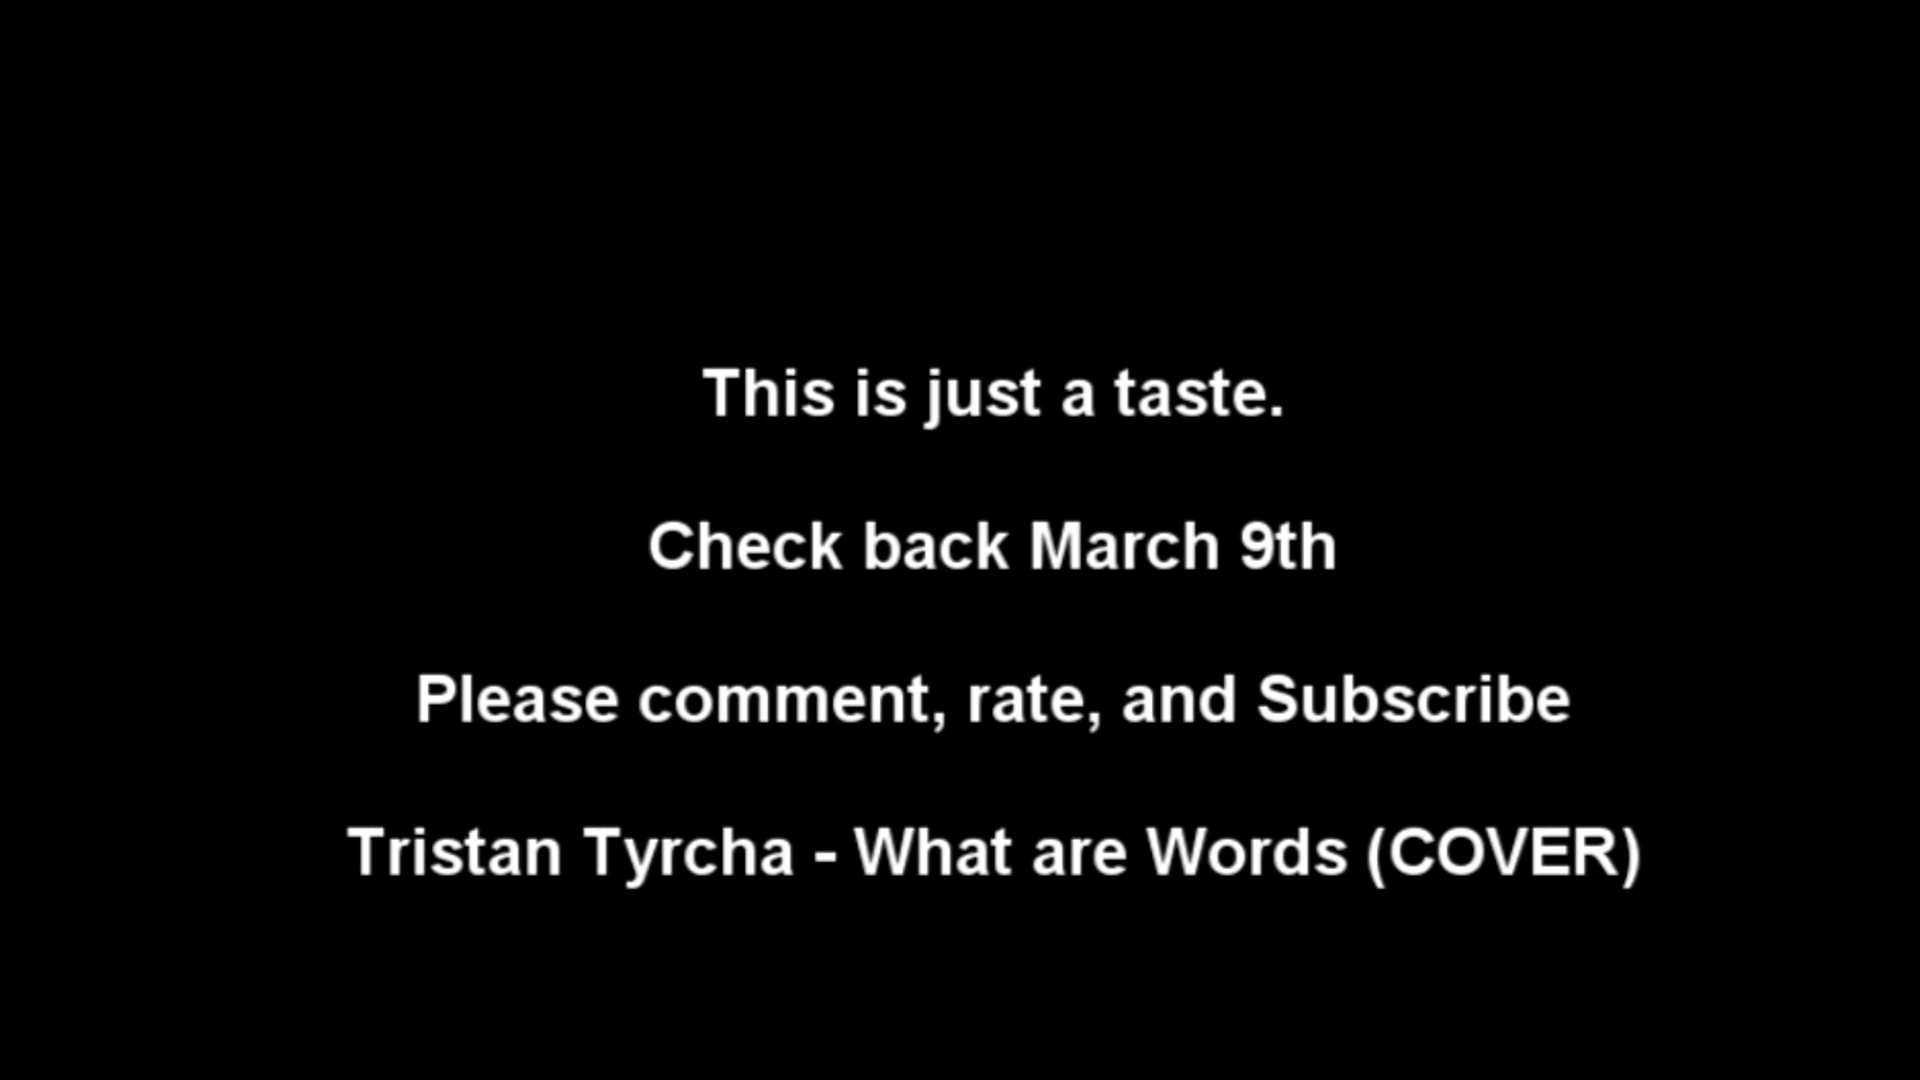 This is just a taste.
Check back March 9th
Please comment, rate, and Subscribe
Tristan Tyrcha - What are Words (COVER)